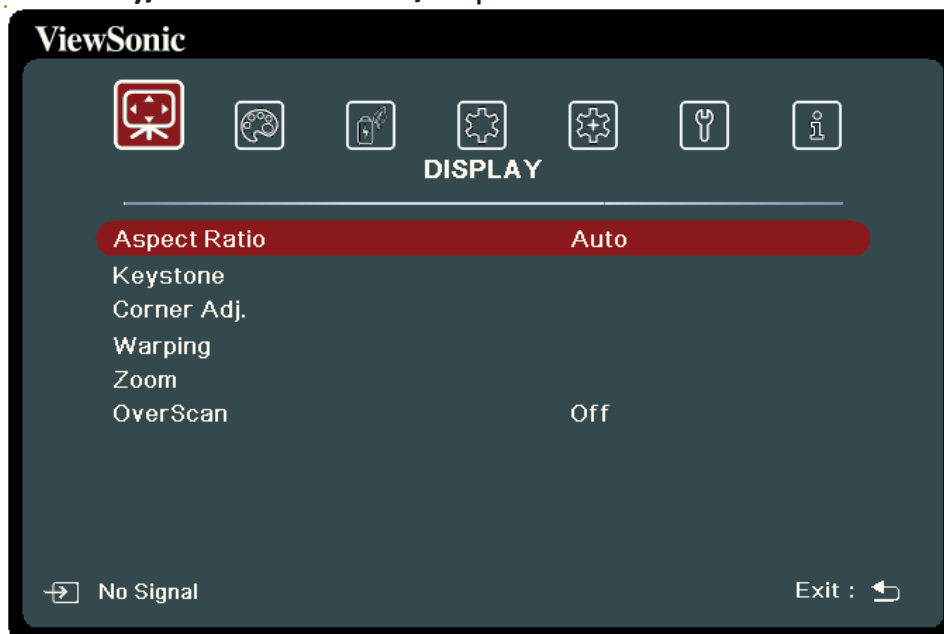 ViewSonic
DISPLAY
Aspect Ratio Auto
Keystone
Corner Adj.
Warping
Zoom
OverScan Off
No Signal Exit :